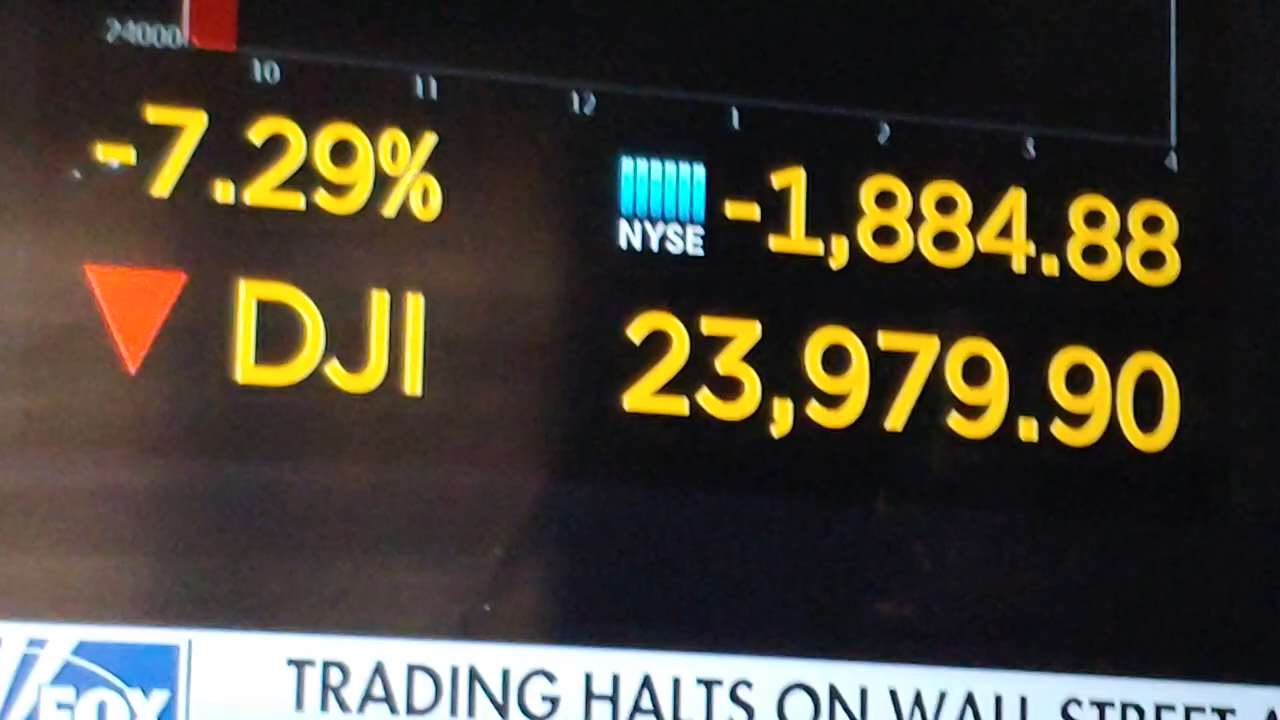 24000
10 11 12 1 2 3 4
-7.29%
NYSE -1,884.88
DJI 23,979.90
FOX
TRADING HALTS ON WALL STREET